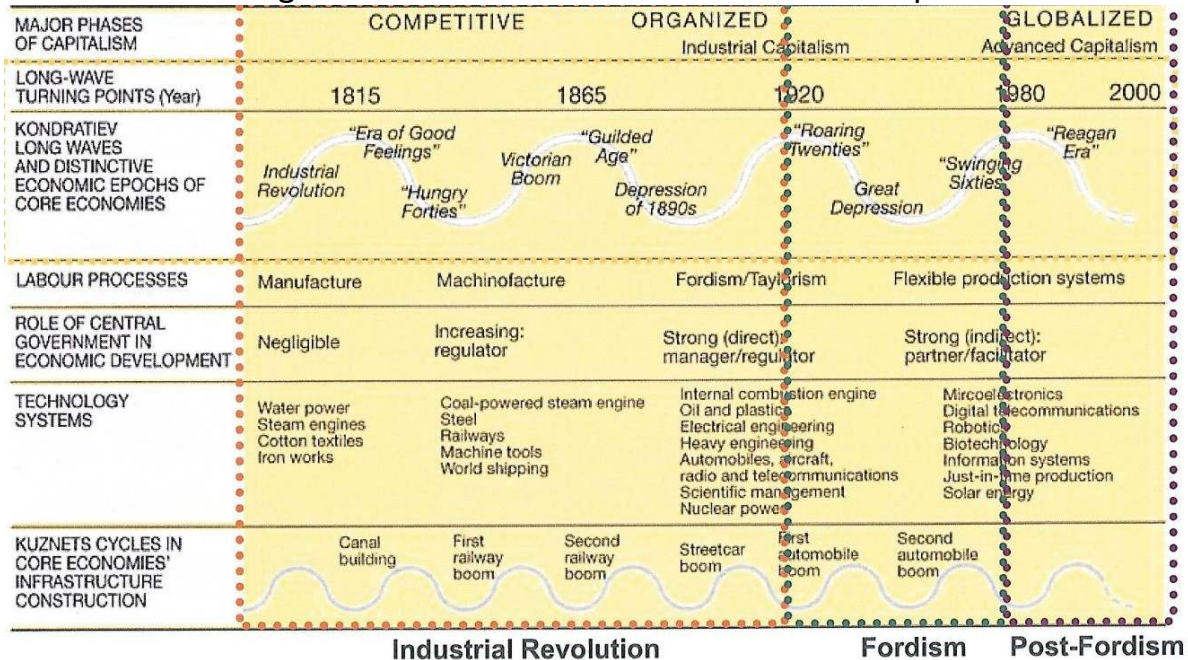 MAJOR PHASES
OF CAPITALISM
COMPETITIVE
ORGANIZED
Industrial Capitalism
GLOBALIZED
Advanced Capitalism
LONG-WAVE
TURNING POINTS (Year)
1815
1865
1920
1980
2000
KONDRATIEV
LONG WAVES
AND DISTINCTIVE
ECONOMIC EPOCHS OF
CORE ECONOMIES
Industrial
Revolution
"Era of Good
Feelings"
"Hungry
Forties"
Victorian
Boom
"Guilded
Age"
Depression
of 1890s
"Roaring
Twenties"
Great
Depression
"Swinging
Sixties"
"Reagan
Era"
LABOUR PROCESSES
Manufacture
Machinofacture
Fordism/Taylorism
Flexible production systems
ROLE OF CENTRAL
GOVERNMENT IN
ECONOMIC DEVELOPMENT
Negligible
Increasing:
regulator
Strong (direct):
manager/regulator
Strong (indirect):
partner/facilitator
TECHNOLOGY
SYSTEMS
Water power
Steam engines
Cotton textiles
Iron works
Coal-powered steam engine
Steel
Railways
Machine tools
World shipping
Internal combustion engine
Oil and plastics
Electrical engineering
Heavy engineering
Automobiles, aircraft,
radio and telecommunications
Scientific management
Nuclear power
Mircoelectronics
Digital telecommunications
Robotics
Biotechnology
Information systems
Just-in-time production
Solar energy
KUZNETS CYCLES IN
CORE ECONOMIES'
INFRASTRUCTURE
CONSTRUCTION
Canal
building
First
railway
boom
Second
railway
boom
Streetcar
boom
First
automobile
boom
Second
automobile
boom
Industrial Revolution
Fordism
Post-Fordism